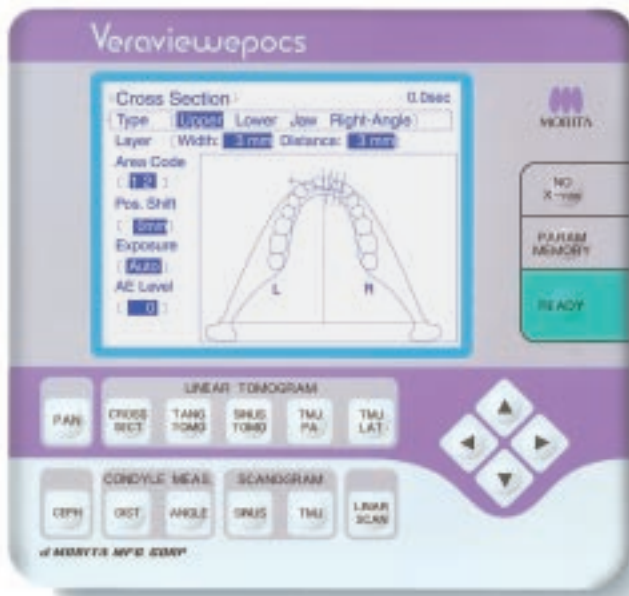 Veraviewepocs
Cross Section 0.0sec
Type Upper Lower Jaw Right-Angle
Layer Width: 3 mm Distance: 3 mm
Area Code
[ 1 2 ]
Pos. Shift
[ 0mm ]
Exposure
[ Auto ]
AE Level
[ 0 ]
L R
MORITA
NO
X-ray
PARAM
MEMORY
READY
LINEAR TOMOGRAM
PAN
CROSS
SECT
TANG
TOMO
SINUS
TOMO
TMJ
PA
TMJ
LAT
CONDYLE MEAS. SCANOGRAM
CEPH
DIST
ANGLE
SINUS
TMJ
LINAR
SCAN
J MORITA MFG CORP